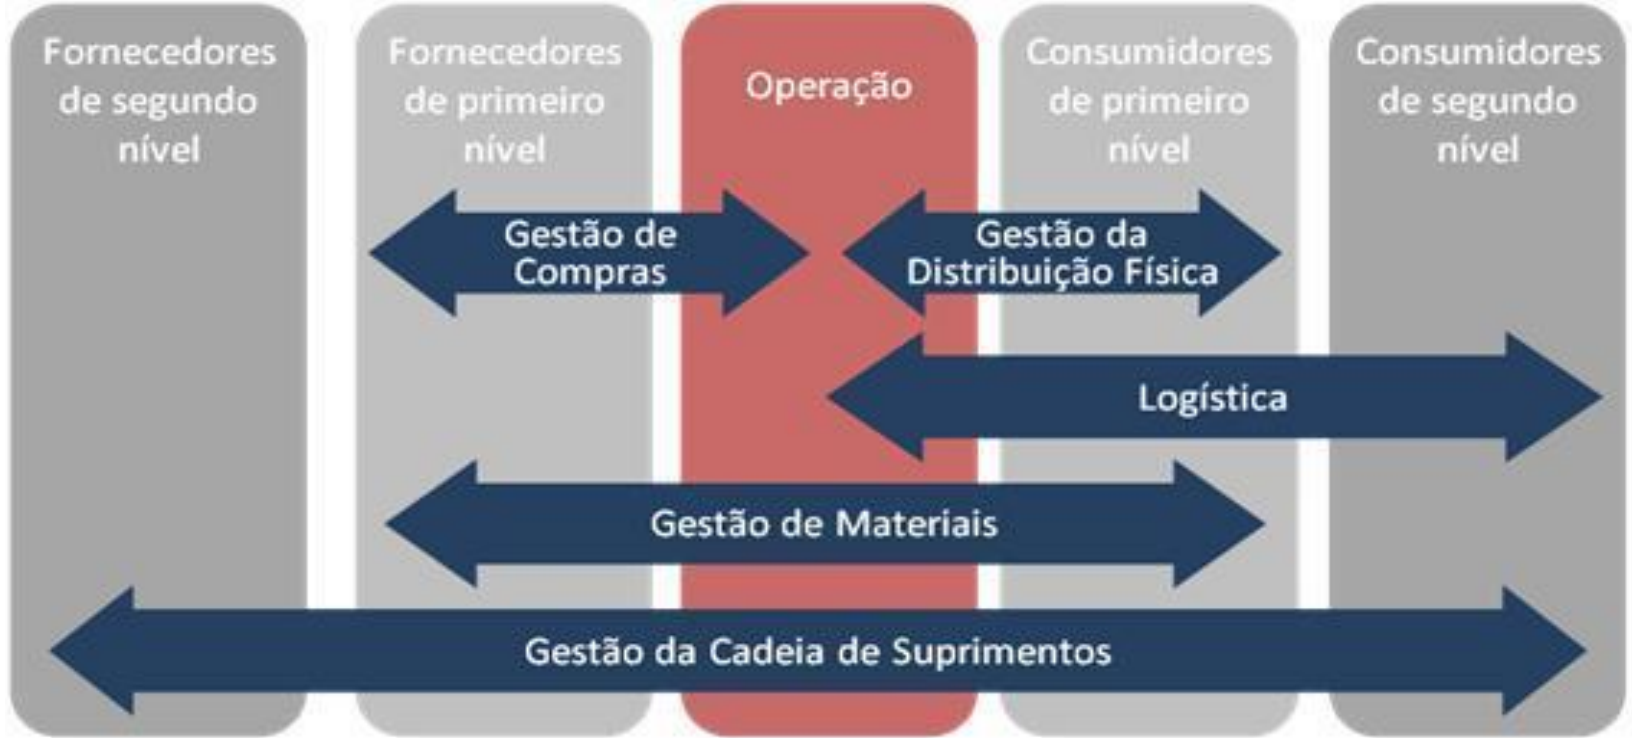 Fornecedores
de segundo
nível
Fornecedores
de primeiro
nível
Operação
Consumidores
de primeiro
nível
Consumidores
de segundo
nível
Gestão de
Compras
Gestão da
Distribuição Física
Logística
Gestão de Materiais
Gestão da Cadeia de Suprimentos